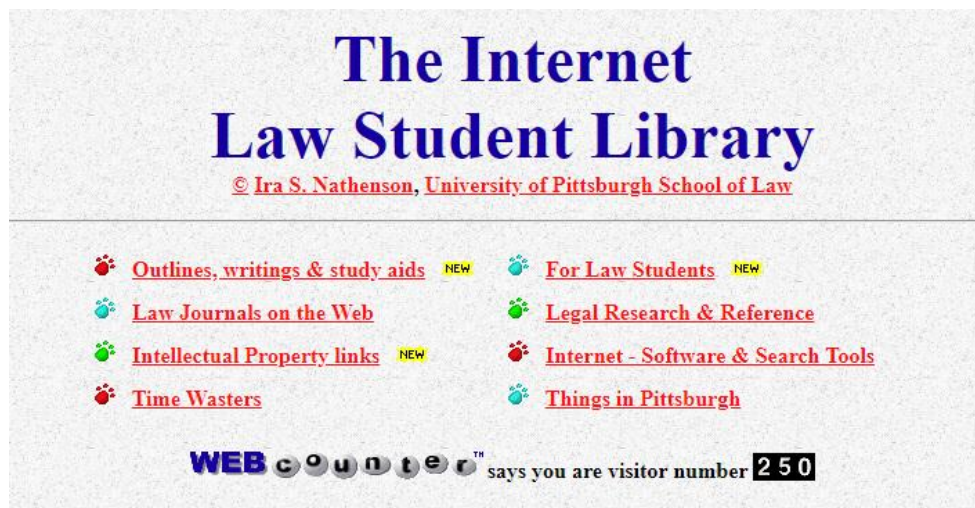 The Internet
Law Student Library
© Ira S. Nathenson, University of Pittsburgh School of Law
Outlines, writings & study aids NEW For Law Students NEW
Law Journals on the Web Legal Research & Reference
Intellectual Property links NEW Internet - Software & Search Tools
Time Wasters Things in Pittsburgh
WEB counter™ says you are visitor number 250